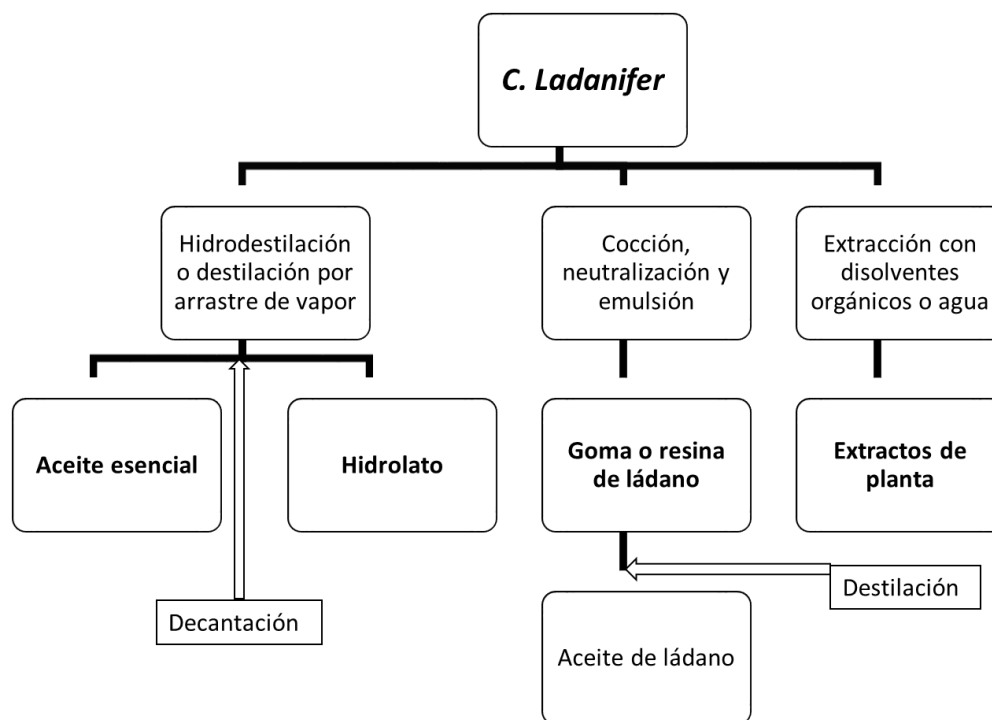 C. Ladanifer
Hidrodestilación
o destilación por
arrastre de vapor
Cocción,
neutralización y
emulsión
Extracción con
disolventes
orgánicos o agua
Aceite esencial
Hidrolato
Goma o resina
de ládano
Extractos de
planta
Decantación
Destilación
Aceite de ládano